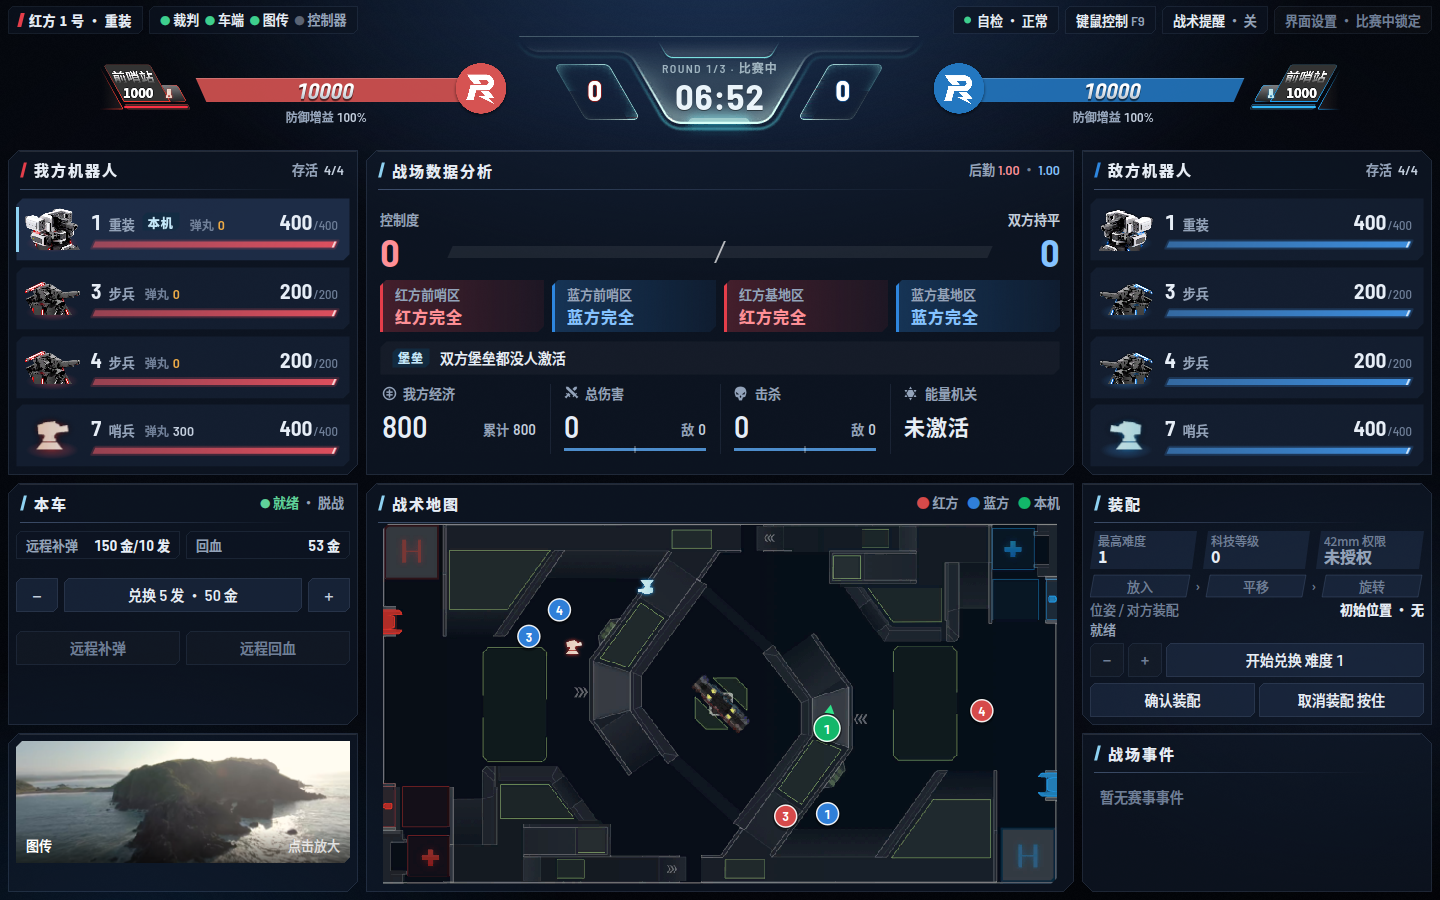 红方 1 号 · 重装
裁判 车端 图传 控制器
自检 · 正常
键鼠控制 F9
战术提醒 · 关
界面设置 · 比赛中锁定
前哨站
1000
10000
防御增益 100%
0
ROUND 1/3 · 比赛中
06:52
0
10000
防御增益 100%
前哨站
1000
我方机器人
存活 4/4
1 重装 本机 弹丸 0 400/400
3 步兵 弹丸 0 200/200
4 步兵 弹丸 0 200/200
7 哨兵 弹丸 300 400/400
战场数据分析
后勤 1.00 · 1.00
控制度
双方持平
0
0
红方前哨区
红方完全
蓝方前哨区
蓝方完全
红方基地区
红方完全
蓝方基地区
蓝方完全
堡垒 双方堡垒都没人激活
我方经济
800 累计 800
总伤害
0 敌 0
击杀
0 敌 0
能量机关
未激活
敌方机器人
存活 4/4
1 重装 400/400
3 步兵 200/200
4 步兵 200/200
7 哨兵 400/400
本车
就绪 · 脱战
远程补弹 150 金/10 发
回血 53 金
− 兑换 5 发 · 50 金 +
远程补弹
远程回血
图传
点击放大
战术地图
红方 蓝方 本机
H
4
3
4
1
3
1
H
装配
最高难度
1
科技等级
0
42mm 权限
未授权
放入 › 平移 › 旋转
位姿 / 对方装配 初始位置 · 无
就绪
− + 开始兑换 难度 1
确认装配
取消装配 按住
战场事件
暂无赛事事件